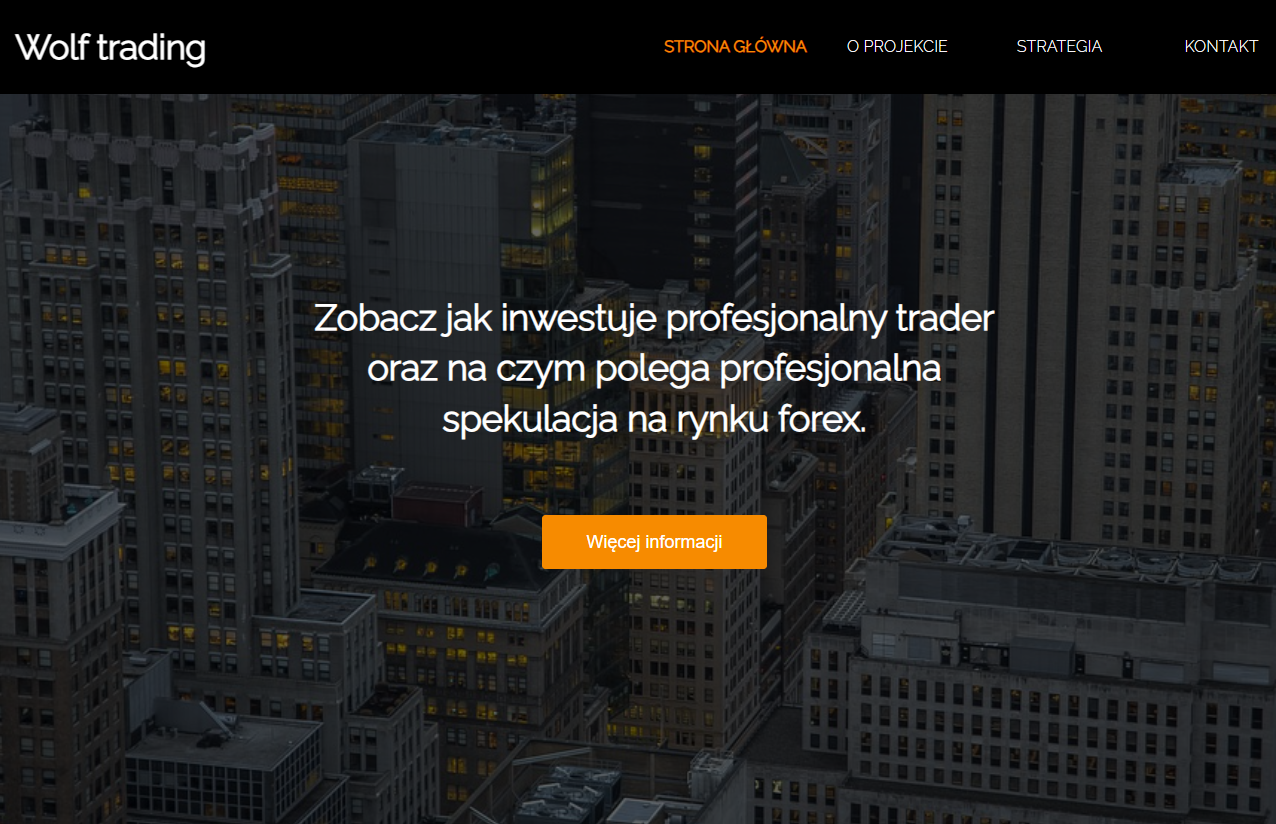 Wolf trading
STRONA GŁÓWNA
O PROJEKCIE
STRATEGIA
KONTAKT
Zobacz jak inwestuje profesjonalny trader
oraz na czym polega profesjonalna
spekulacja na rynku forex.
Więcej informacji